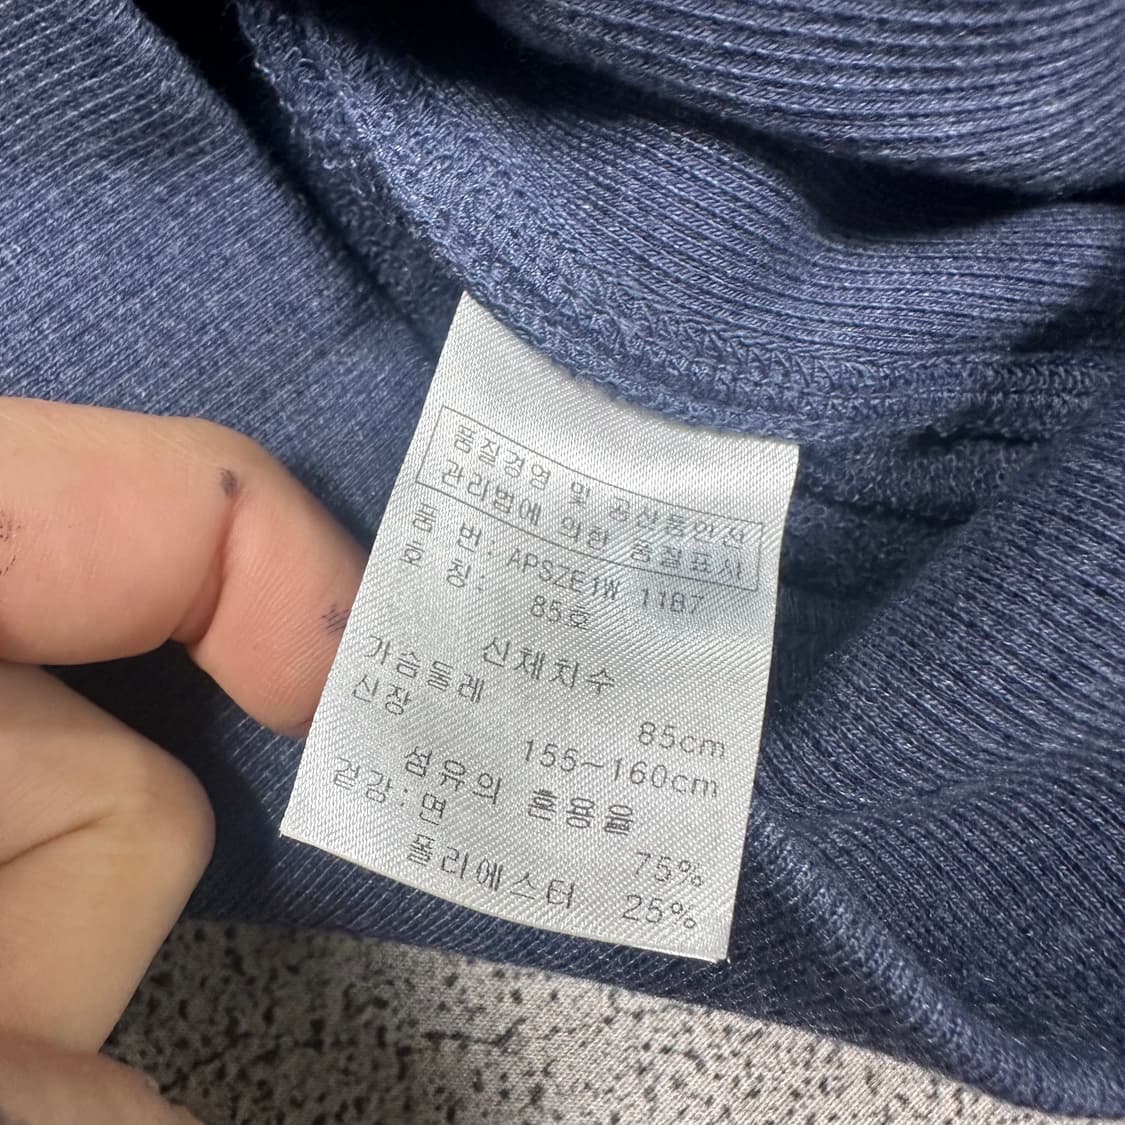 품질경영 및 공산품안전
관리법에 의한 품질표시
품 번: APSZE1W 1187
호 칭: 85호
신체치수
가슴둘레 85cm
신장 155~160cm
섬유의 혼용율
겉감:면 75%
폴리에스터 25%